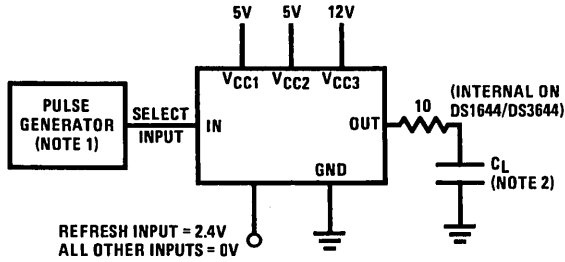 5V 5V 12V
VCC1 VCC2 VCC3
PULSE
GENERATOR
(NOTE 1)
SELECT
INPUT
IN
OUT
GND
10
(INTERNAL ON
DS1644/DS3644)
CL
(NOTE 2)
REFRESH INPUT = 2.4V
ALL OTHER INPUTS = 0V